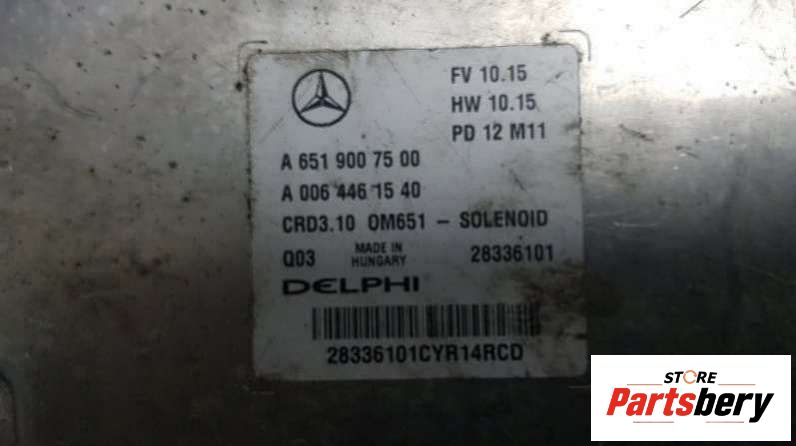 FV 10.15
HW 10.15
PD 12 M11
A 651 900 75 00
A 006 446 15 40
CRD3.10 OM651 – SOLENOID
Q03 MADE IN HUNGARY 28336101
DELPHI
28336101CYR14RCD
STORE
Partsbery